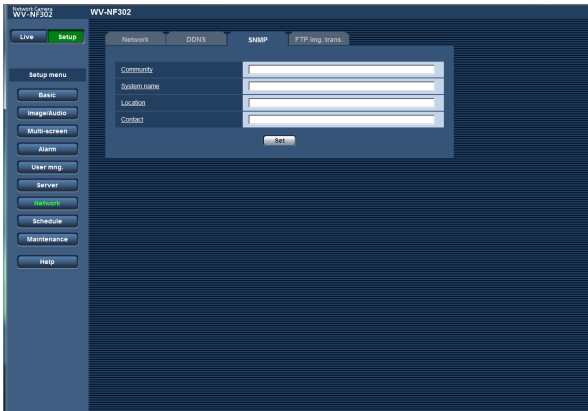 Network Camera
WV-NF302
WV-NF302
Live Setup
Network DDNS SNMP FTP img. trans.
Setup menu
Community
System name
Location
Contact
Set
Basic
Image/Audio
Multi-screen
Alarm
User mng.
Server
Network
Schedule
Maintenance
Help